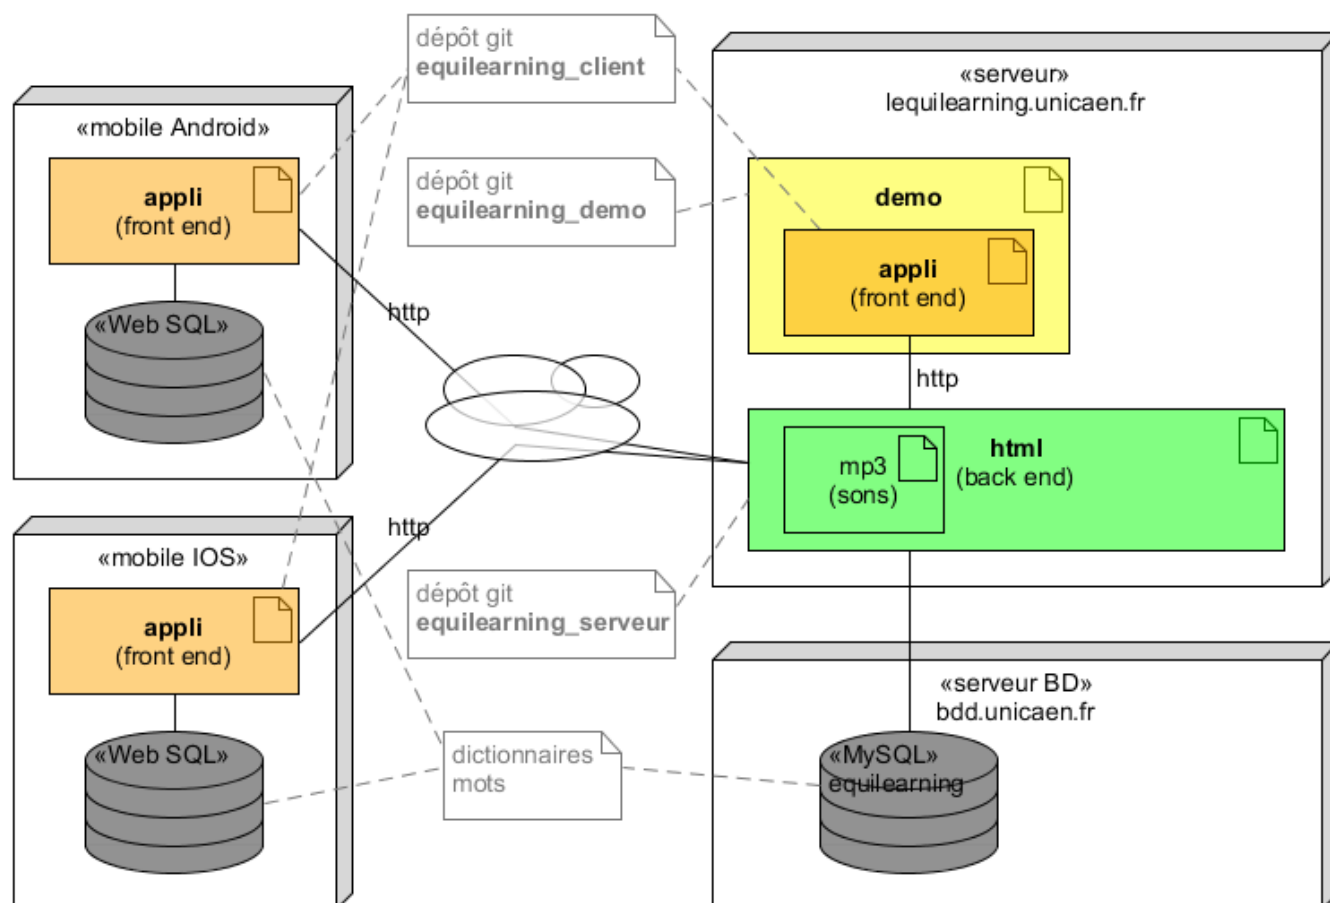 dépôt git
equilearning_client
«serveur»
lequilearning.unicaen.fr
«mobile Android»
appli
(front end)
dépôt git
equilearning_demo
demo
appli
(front end)
«Web SQL»
http
http
mp3
(sons)
html
(back end)
http
«mobile IOS»
appli
(front end)
dépôt git
equilearning_serveur
«serveur BD»
bdd.unicaen.fr
«Web SQL»
dictionnaires
mots
«MySQL»
equilearning